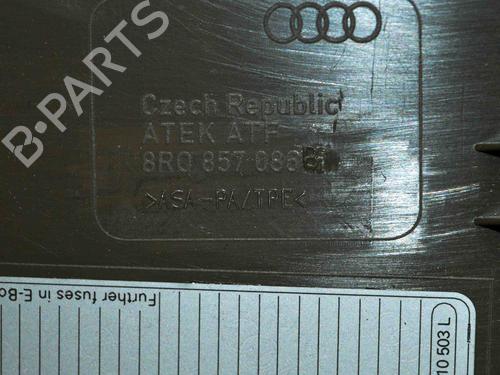 B-PARTS
Czech Republic
ATEK ATF
8R0 857 086
>ASA-PA/TPE<
Further fuses in E-Bo
10 503 L